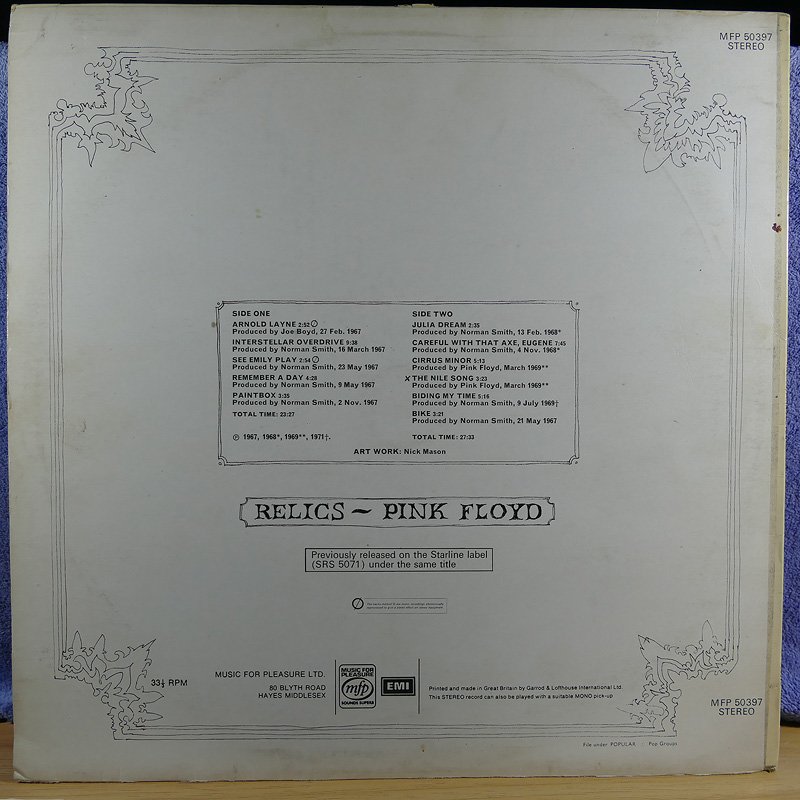 MFP 50397
STEREO
SIDE ONE
ARNOLD LAYNE 2:52
Produced by Joe Boyd, 27 Feb. 1967
INTERSTELLAR OVERDRIVE 9:38
Produced by Norman Smith, 16 March 1967
SEE EMILY PLAY 2:54
Produced by Norman Smith, 23 May 1967
REMEMBER A DAY 4:28
Produced by Norman Smith, 9 May 1967
PAINTBOX 3:35
Produced by Norman Smith, 2 Nov. 1967
TOTAL TIME: 23:27
℗ 1967, 1968*, 1969**, 1971†.
SIDE TWO
JULIA DREAM 2:35
Produced by Norman Smith, 13 Feb. 1968*
CAREFUL WITH THAT AXE, EUGENE 7:45
Produced by Norman Smith, 4 Nov. 1968*
CIRRUS MINOR 5:13
Produced by Pink Floyd, March 1969**
x THE NILE SONG 3:23
Produced by Pink Floyd, March 1969**
BIDING MY TIME 5:16
Produced by Norman Smith, 9 July 1969†
BIKE 3:21
Produced by Norman Smith, 21 May 1967
TOTAL TIME: 27:33
ART WORK: Nick Mason
RELICS ~ PINK FLOYD
Previously released on the Starline label
(SRS 5071) under the same title
33⅓ RPM
MUSIC FOR PLEASURE LTD.
80 BLYTH ROAD
HAYES MIDDLESEX
MUSIC FOR
PLEASURE
mfp
SOUNDS SUPERB
EMI
Printed and made in Great Britain by Garrod & Lofthouse International Ltd.
This STEREO record can also be played with a suitable MONO pick-up
MFP 50397
STEREO
File under POPULAR : Pop Groups